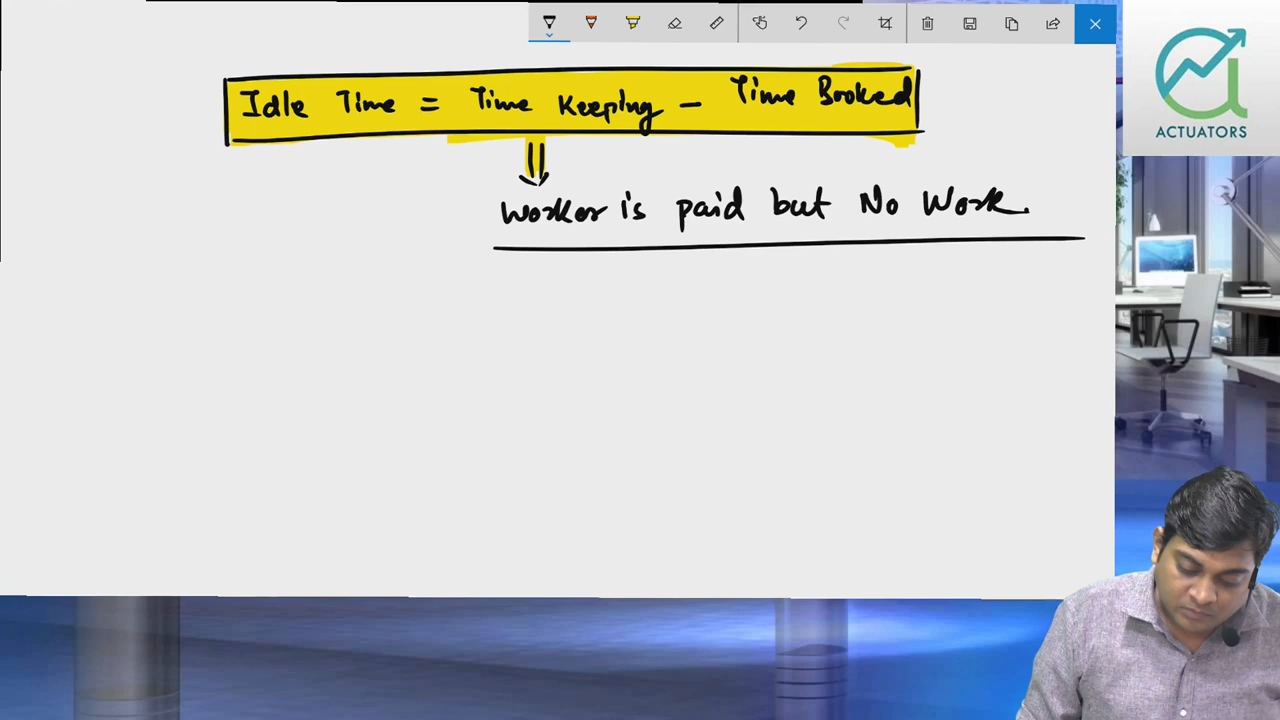 Idle Time = Time Keeping - Time Booked
Worker is paid but No Work.
ACTUATORS